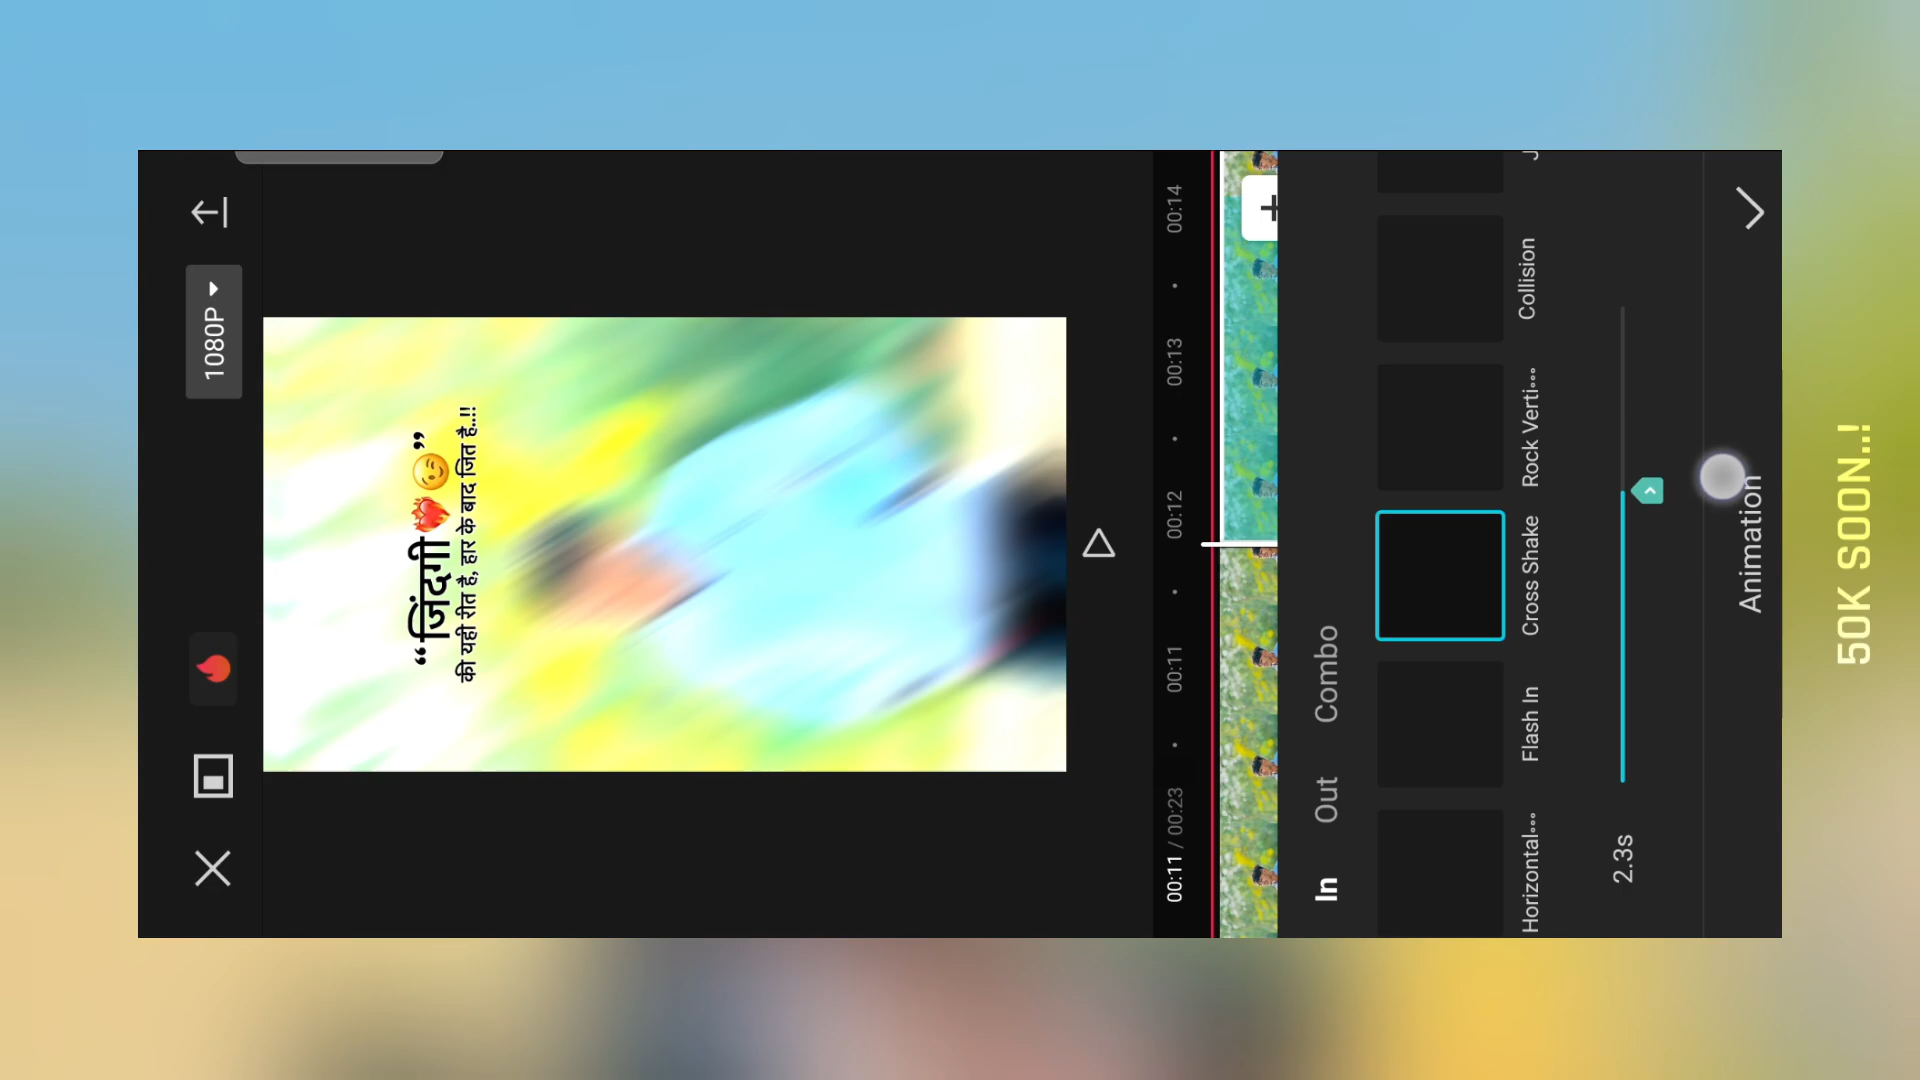 1080P
“जिंदगी❤️‍🔥😉”
की यही रीत है, हार के बाद जित है..!!
00:11 / 00:23
00:11
00:12
00:13
00:14
In
Out
Combo
Horizontal...
Flash In
Cross Shake
Rock Verti...
Collision
2.3s
Animation
50K SOON..!